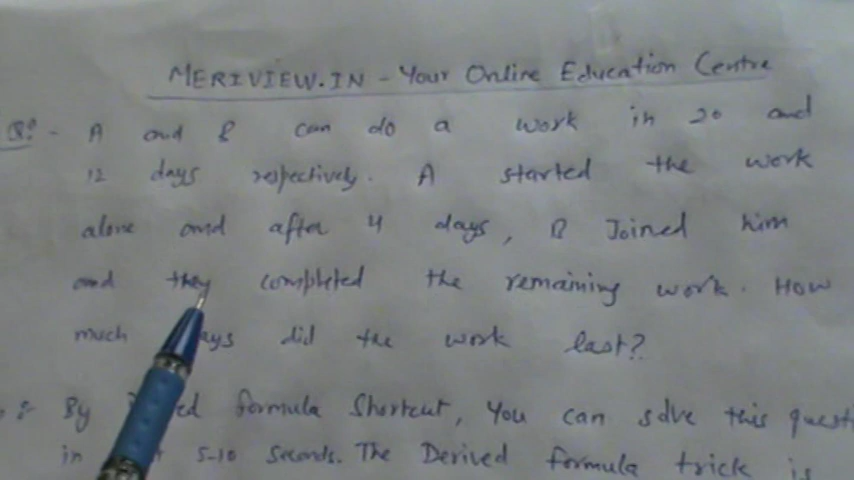 MERIVIEW.IN - Your Online Education Centre
Q:- A and B can do a work in 20 and
12 days respectively. A started the work
alone and after 4 days, B Joined him
and they completed the remaining work. How
much days did the work last?
:- By formula Shortcut, You can solve this
in 5-10 seconds. The Derived formula trick is